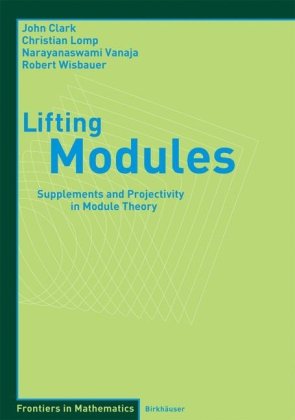 John Clark
Christian Lomp
Narayanaswami Vanaja
Robert Wisbauer
Lifting
Modules
Supplements and Projectivity
in Module Theory
Frontiers in Mathematics
Birkhäuser